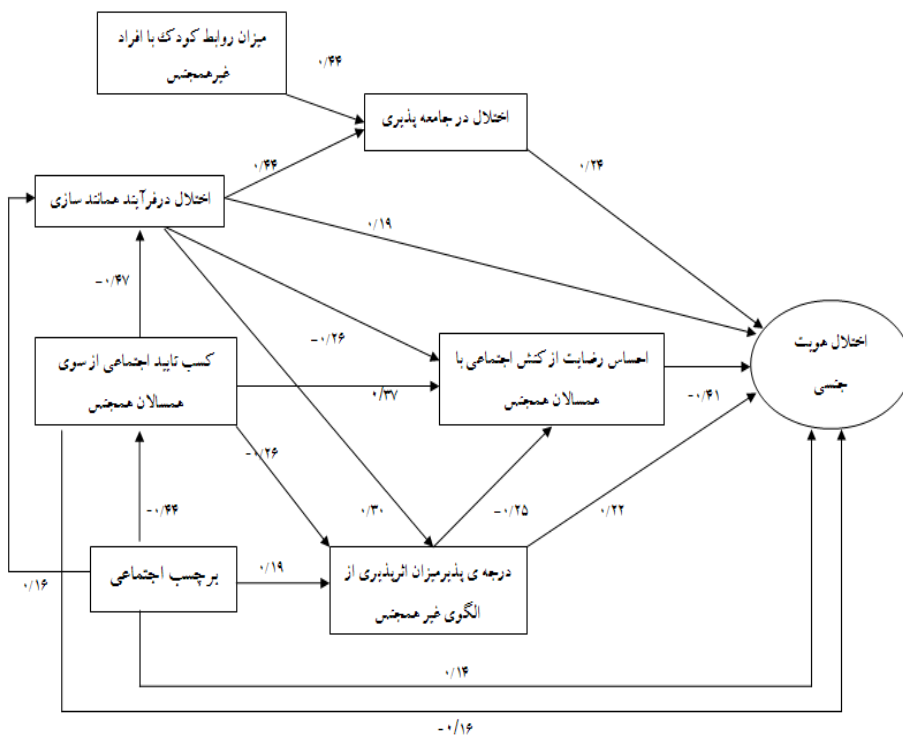 میزان روابط کودک با افراد
غیرهمجنس
۰/۴۴
اختلال در جامعه پذیری
۰/۴۴
۰/۲۴
اختلال درفرآیند همانند سازی
۰/۱۹
-۰/۴۷
-۰/۲۶
کسب تایید اجتماعی از سوی
همسالان همجنس
احساس رضایت از کنش اجتماعی با
همسالان همجنس
اختلال هویت
جنسی
۰/۳۷
-۰/۴۱
-۰/۲۶
-۰/۴۴
۰/۳۰
-۰/۲۵
۰/۲۲
برچسب اجتماعی
۰/۱۹
درجه ی پذیرمیزان اثرپذیری از
الگوی غیر همجنس
۰/۱۶
۰/۱۴
-۰/۱۶